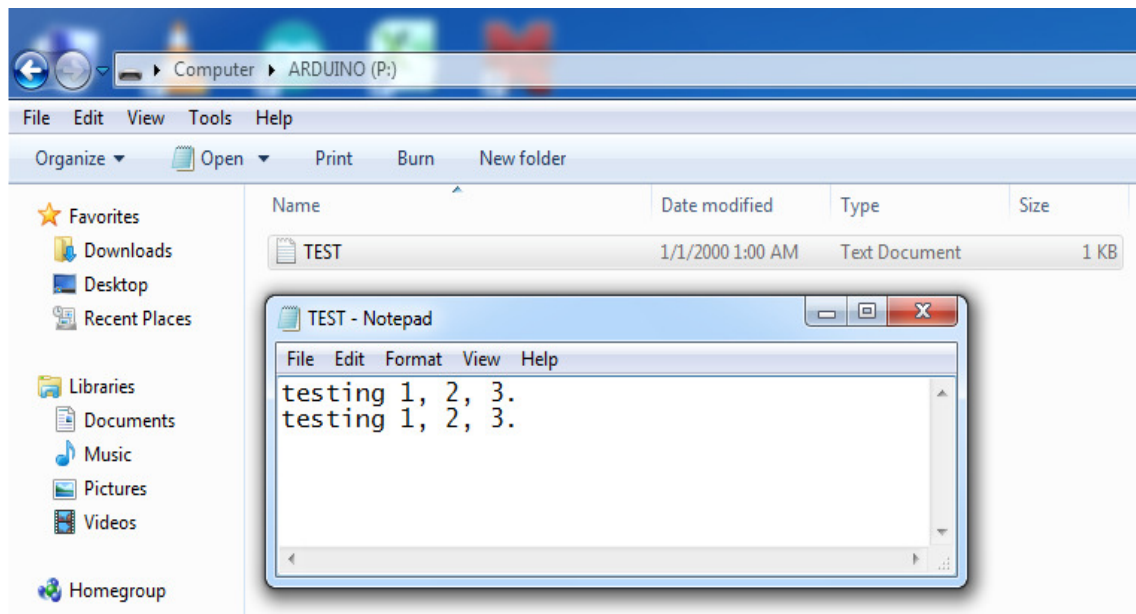 Computer ARDUINO (P:)
File Edit View Tools Help
Organize Open Print Burn New folder
Name Date modified Type Size
TEST 1/1/2000 1:00 AM Text Document 1 KB
Favorites
Downloads
Desktop
Recent Places
Libraries
Documents
Music
Pictures
Videos
Homegroup
TEST - Notepad
File Edit Format View Help
testing 1, 2, 3.
testing 1, 2, 3.